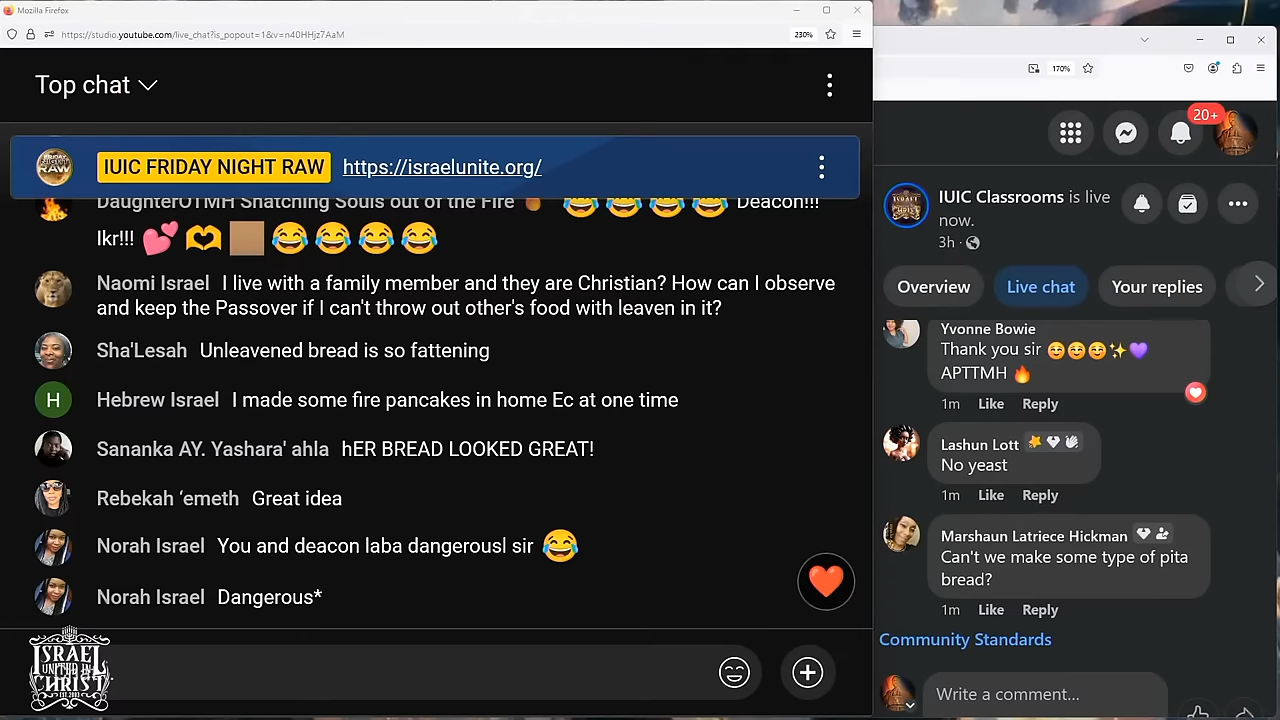 Mozilla Firefox
https://studio.youtube.com/live_chat?is_popout=1&v=n40HHjz7AaM
230%
Top chat
IUIC FRIDAY NIGHT RAW https://israelunite.org/
DaughterOTMH Snatching Souls out of the Fire 😂😂😂😂 Deacon!!!
Ikr!!! 💕🫶🏽😂😂😂😂
Naomi Israel I live with a family member and they are Christian? How can I observe
and keep the Passover if I can't throw out other's food with leaven in it?
Sha'Lesah Unleavened bread is so fattening
H
Hebrew Israel I made some fire pancakes in home Ec at one time
Sananka AY. Yashara' ahla hER BREAD LOOKED GREAT!
Rebekah ‘emeth Great idea
Norah Israel You and deacon laba dangerousl sir 😂
Norah Israel Dangerous*
ISRAEL
UNITED IN
CHRIST
EST. 2003
170%
20+
IUIC Classrooms is live
now.
3h ·
Overview
Live chat
Your replies
Yvonne Bowie
Thank you sir ☺️☺️☺️✨💜
APTTMH 🔥
1m Like Reply
Lashun Lott
No yeast
1m Like Reply
Marshaun Latriece Hickman
Can't we make some type of pita
bread?
1m Like Reply
Community Standards
Write a comment...